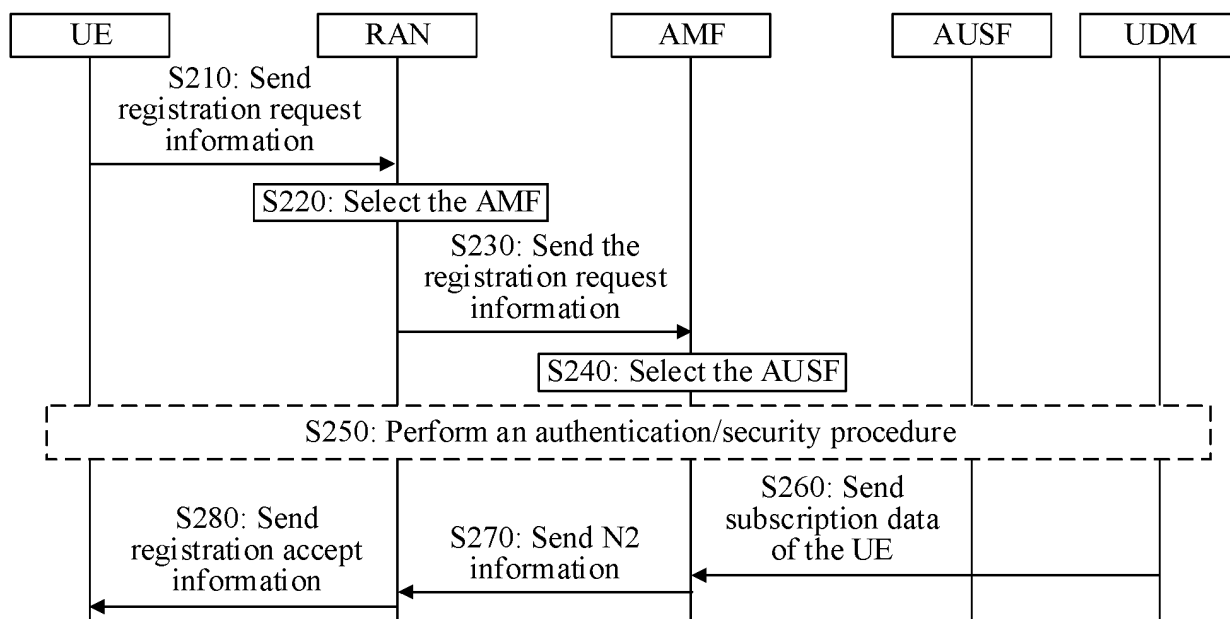 UE
RAN
AMF
AUSF
UDM
S210: Send
registration request
information
S220: Select the AMF
S230: Send the
registration request
information
S240: Select the AUSF
S250: Perform an authentication/security procedure
S260: Send
subscription data
of the UE
S270: Send N2
information
S280: Send
registration accept
information